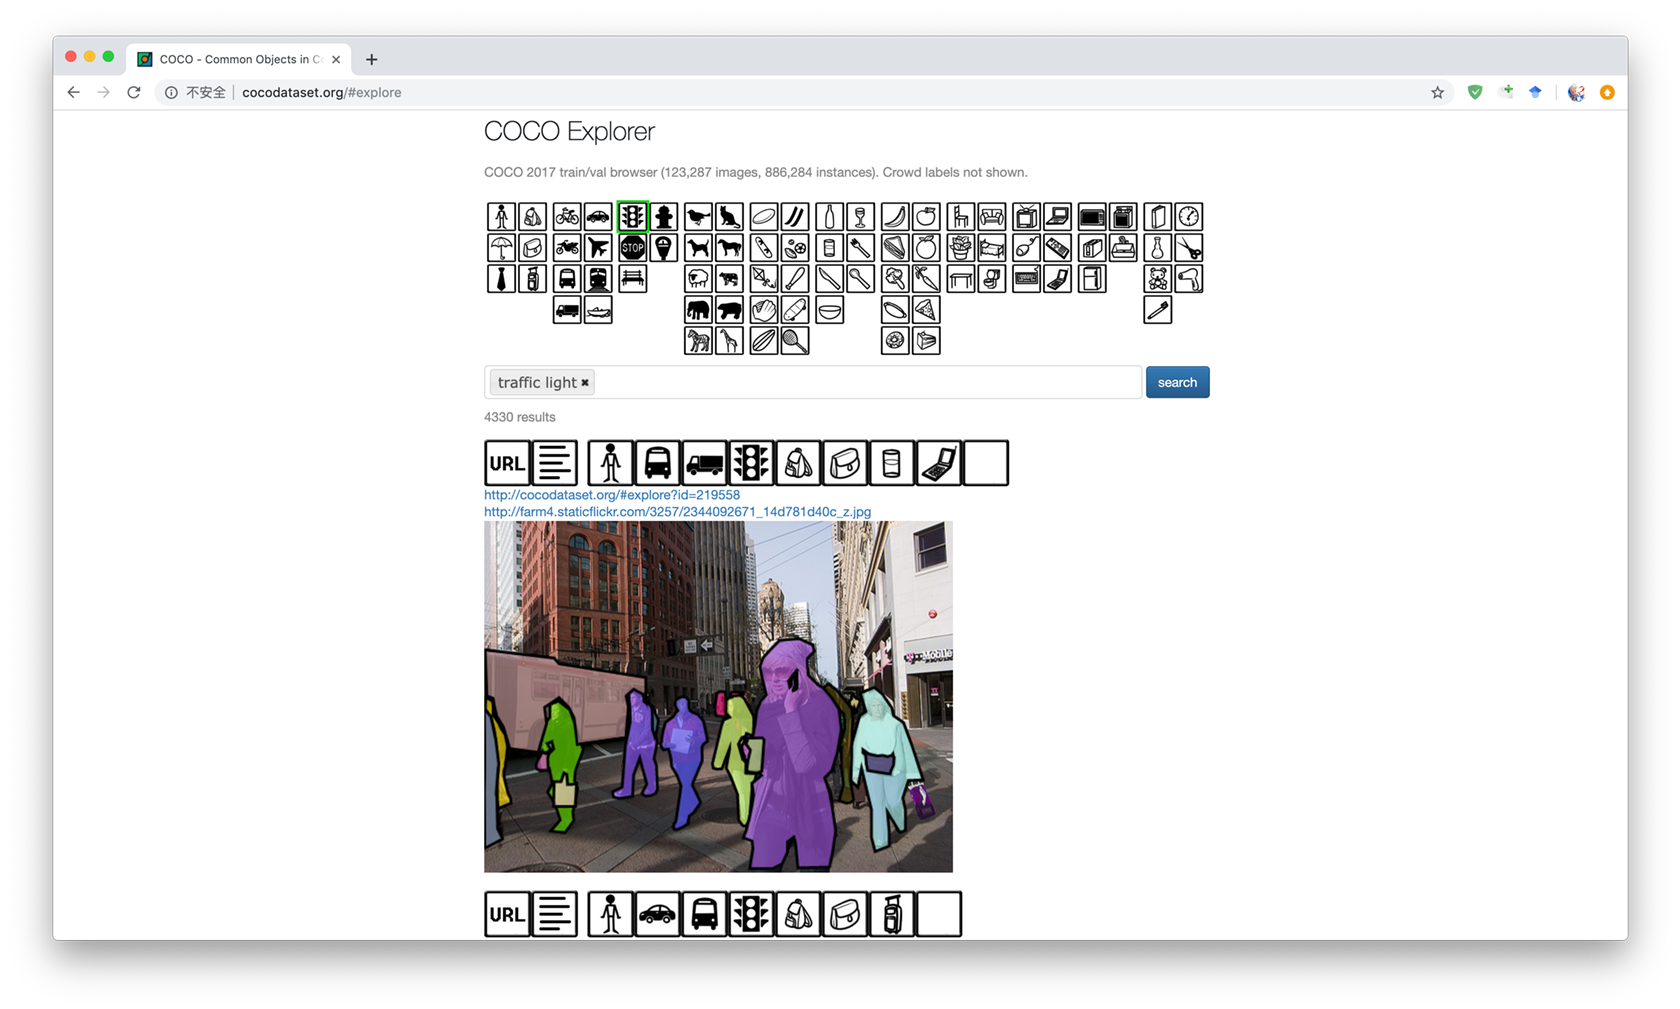 COCO - Common Objects in C
不安全 | cocodataset.org/#explore
COCO Explorer
COCO 2017 train/val browser (123,287 images, 886,284 instances). Crowd labels not shown.
STOP
traffic light
search
4330 results
URL
http://cocodataset.org/#explore?id=219558
http://farm4.staticflickr.com/3257/2344092671_14d781d40c_z.jpg
Mobile
URL